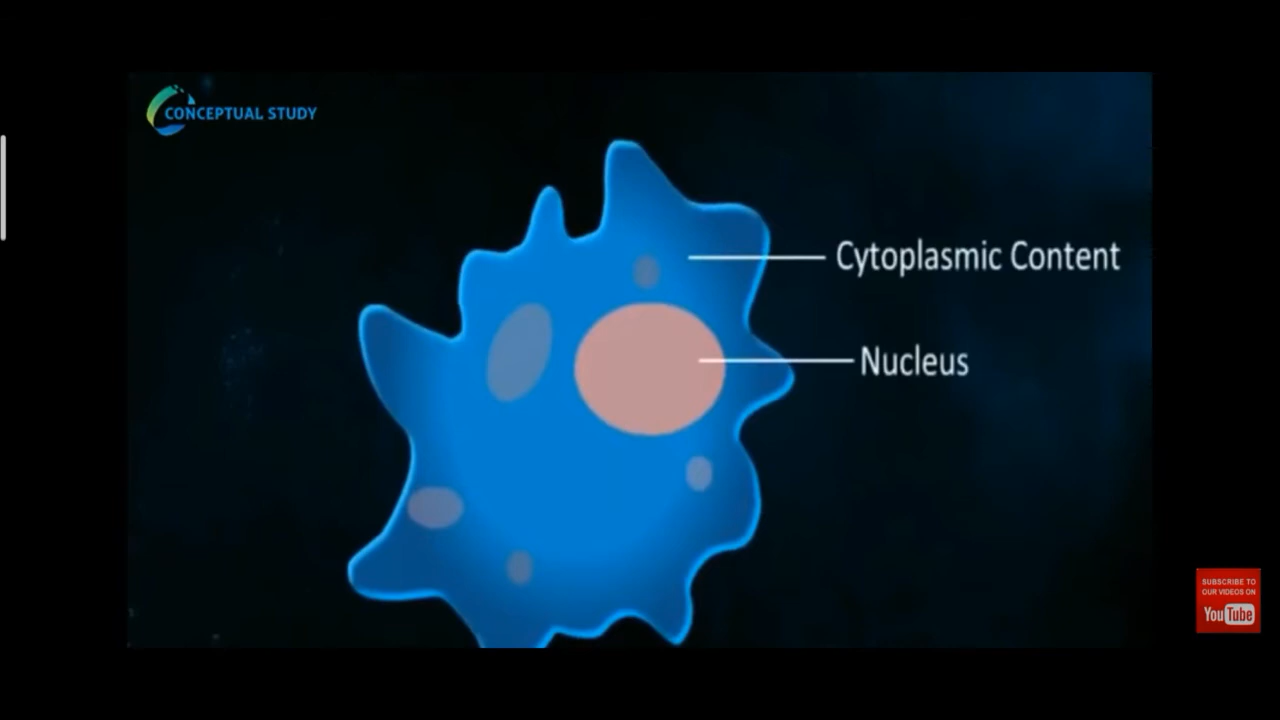 CONCEPTUAL STUDY
Cytoplasmic Content
Nucleus
SUBSCRIBE TO
OUR VIDEOS ON
YouTube